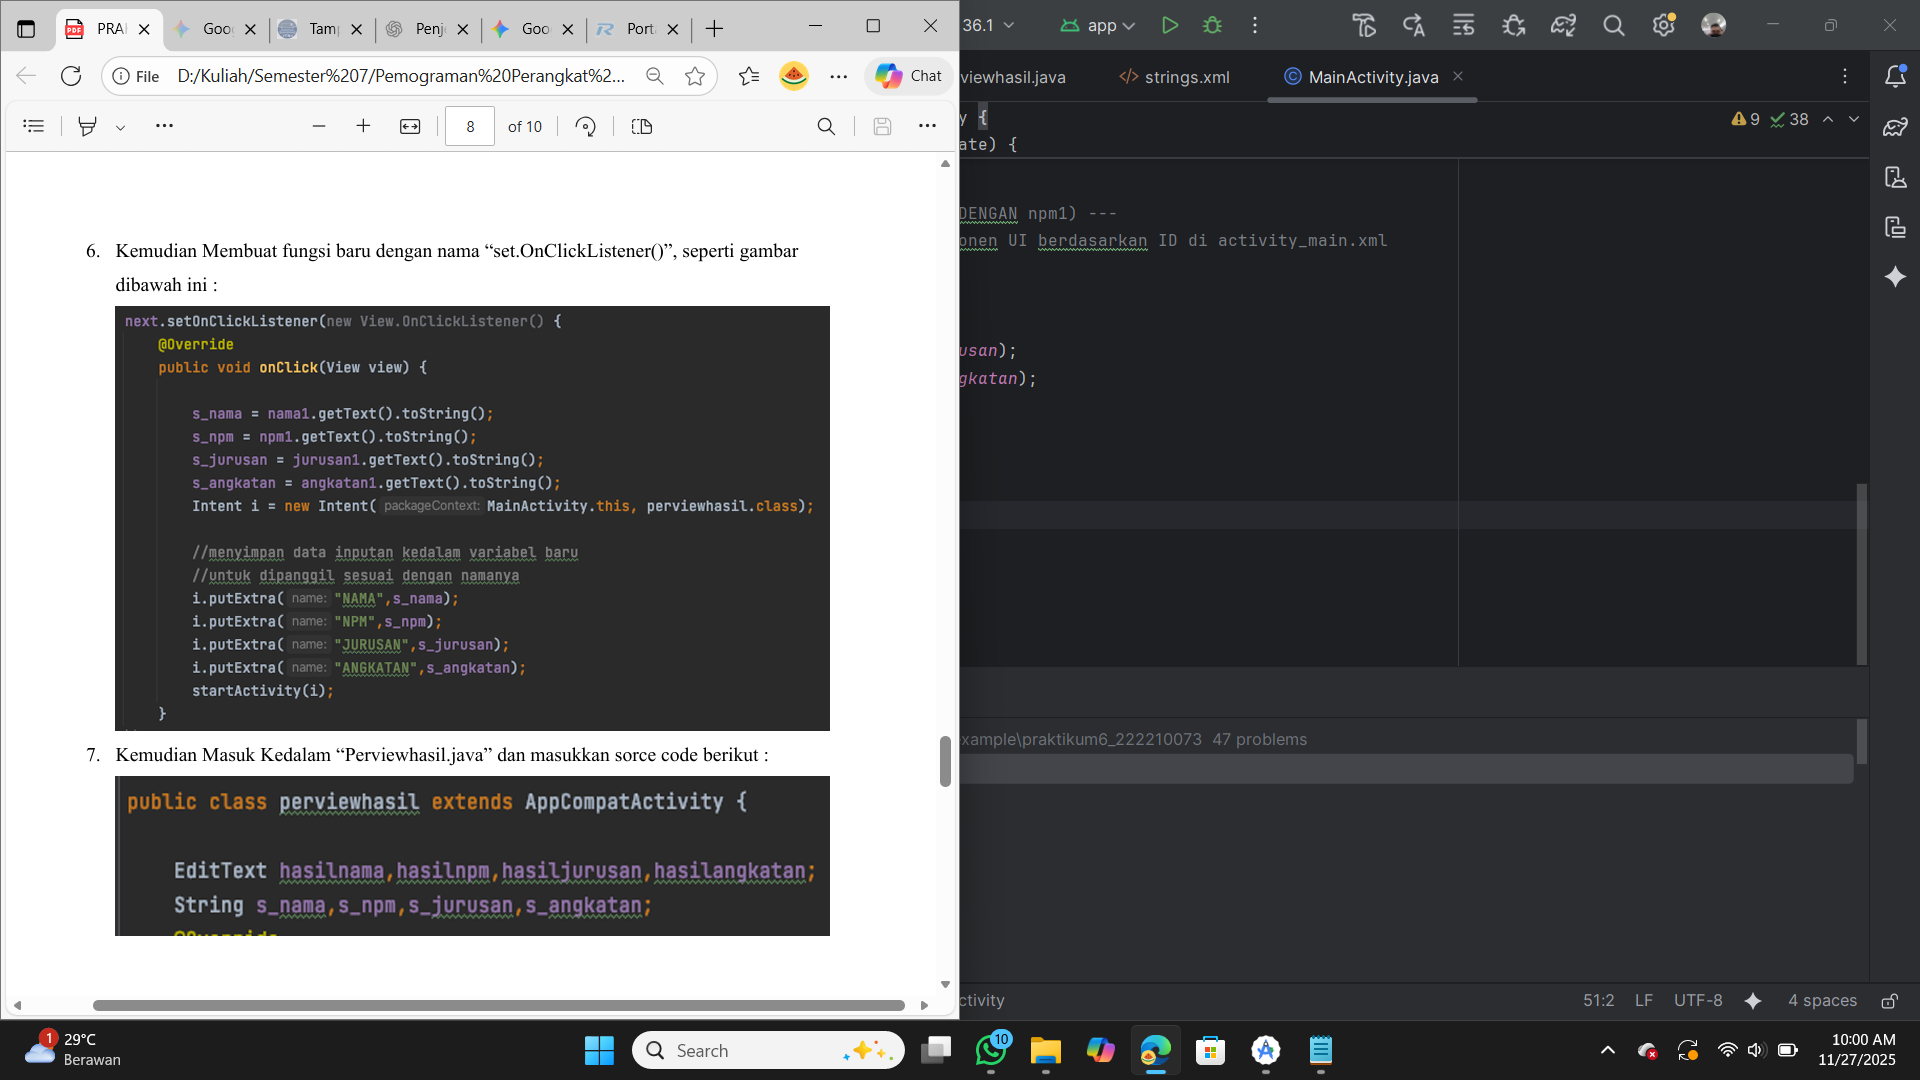 PRAI
Goo
Tam
Penj
Goo
Port
36.1
app
File
D:/Kuliah/Semester%207/Pemograman%20Perangkat%2...
Chat
viewhasil.java
strings.xml
MainActivity.java
8
of 10
y {
9
38
ate) {
6. Kemudian Membuat fungsi baru dengan nama “set.OnClickListener()”, seperti gambar
dibawah ini :
next.setOnClickListener(new View.OnClickListener() {
@Override
public void onClick(View view) {
s_nama = nama1.getText().toString();
s_npm = npm1.getText().toString();
s_jurusan = jurusan1.getText().toString();
s_angkatan = angkatan1.getText().toString();
Intent i = new Intent( packageContext: MainActivity.this, perviewhasil.class);
//menyimpan data inputan kedalam variabel baru
//untuk dipanggil sesuai dengan namanya
i.putExtra( name: "NAMA",s_nama);
i.putExtra( name: "NPM",s_npm);
i.putExtra( name: "JURUSAN",s_jurusan);
i.putExtra( name: "ANGKATAN",s_angkatan);
startActivity(i);
}
7. Kemudian Masuk Kedalam “Perviewhasil.java” dan masukkan sorce code berikut :
public class perviewhasil extends AppCompatActivity {
EditText hasilnama,hasilnpm,hasiljurusan,hasilangkatan;
String s_nama,s_npm,s_jurusan,s_angkatan;
DENGAN npm1) ---
onen UI berdasarkan ID di activity_main.xml
usan);
gkatan);
xample\praktikum6_222210073 47 problems
ctivity
51:2
LF
UTF-8
4 spaces
1
29°C
Berawan
Search
10
10:00 AM
11/27/2025